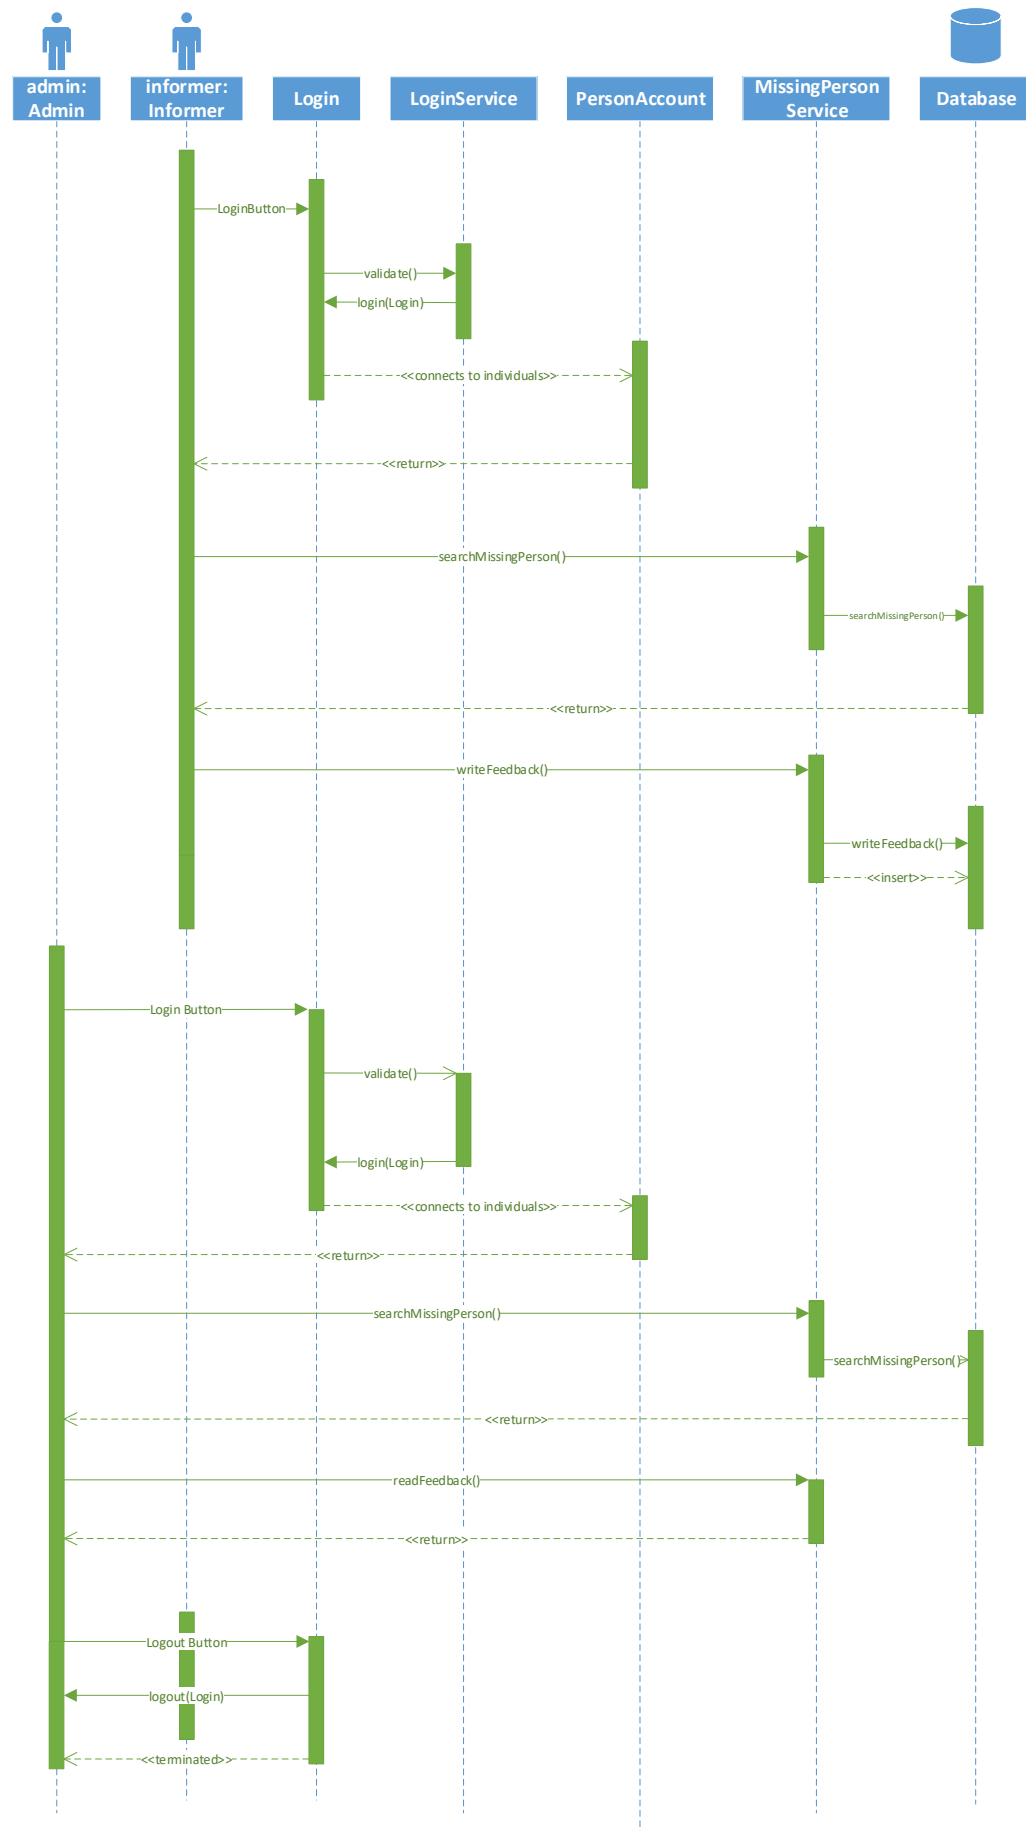 admin:
Admin
informer:
Informer
Login
LoginService
PersonAccount
MissingPerson
Service
Database
LoginButton
validate()
login(Login)
<<connects to individuals>>
<<return>>
searchMissingPerson()
searchMissingPerson()
<<return>>
writeFeedback()
writeFeedback()
<<insert>>
Login Button
validate()
login(Login)
<<connects to individuals>>
<<return>>
searchMissingPerson()
searchMissingPerson()
<<return>>
readFeedback()
<<return>>
Logout Button
logout(Login)
<<terminated>>